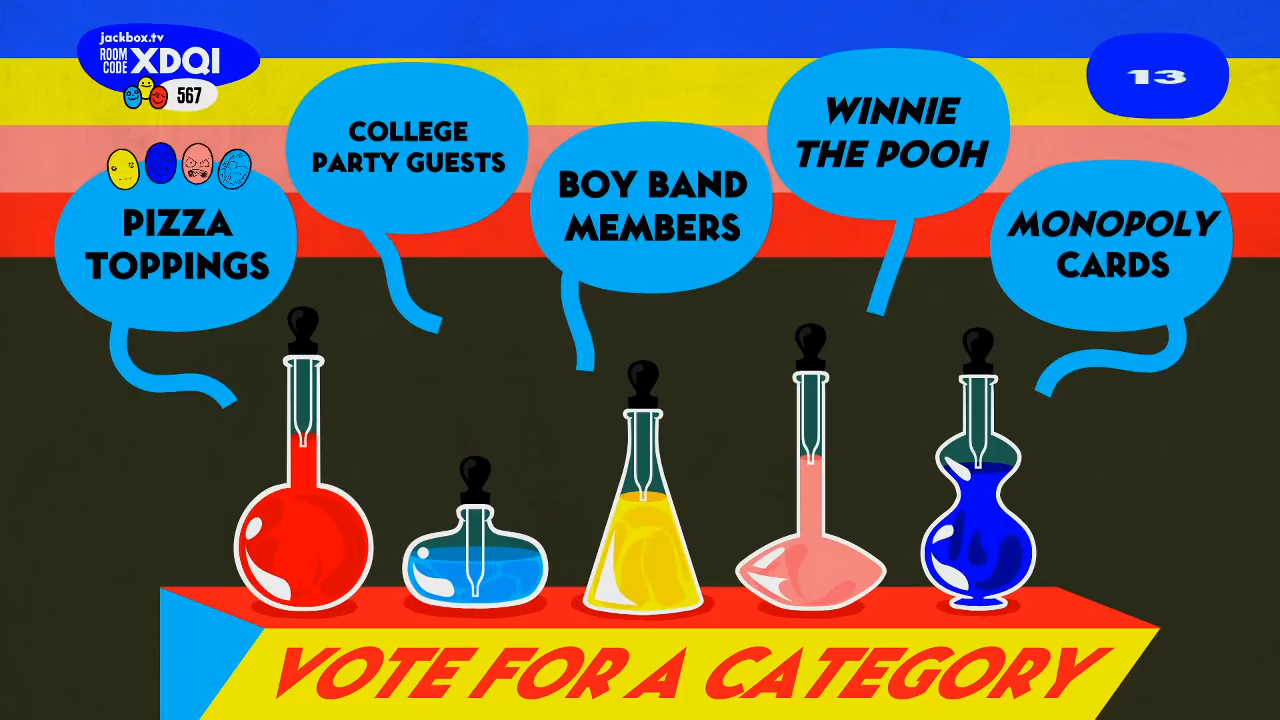 jackbox.tv
ROOM CODE XDQI
567
13
COLLEGE
PARTY GUESTS
WINNIE
THE POOH
BOY BAND
MEMBERS
PIZZA
TOPPINGS
MONOPOLY
CARDS
VOTE FOR A CATEGORY